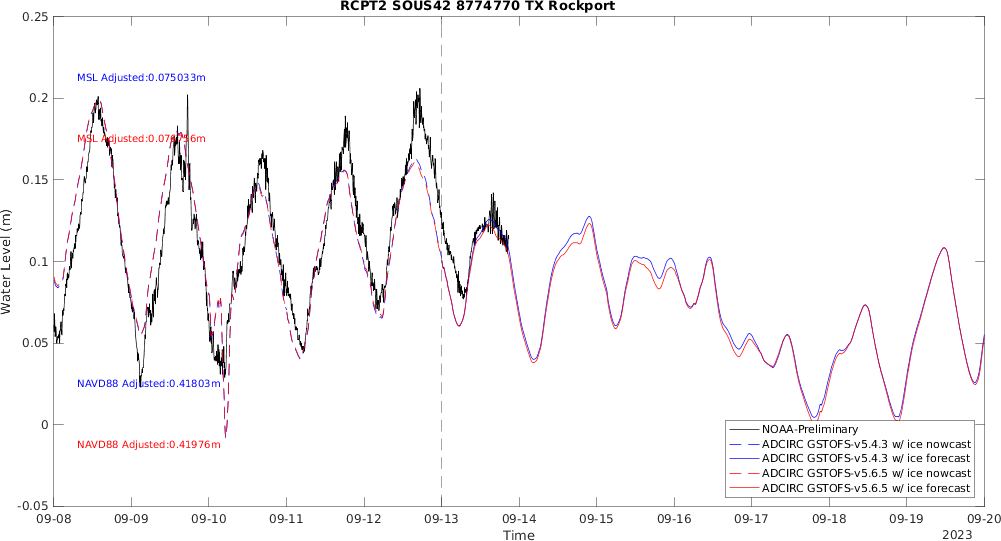 RCPT2 SOUS42 8774770 TX Rockport
0.25
0.2
0.15
0.1
0.05
0
-0.05
Water Level (m)
MSL Adjusted:0.075033m
MSL Adjusted:
NAVD88 Adjusted:0.41803m
NAVD88 Adjusted:0.41976m
NOAA-Preliminary
ADCIRC GSTOFS-v5.4.3 w/ ice nowcast
ADCIRC GSTOFS-v5.4.3 w/ ice forecast
ADCIRC GSTOFS-v5.6.5 w/ ice nowcast
ADCIRC GSTOFS-v5.6.5 w/ ice forecast
09-08 09-09 09-10 09-11 09-12 09-13 09-14 09-15 09-16 09-17 09-18 09-19 09-20
Time
2023